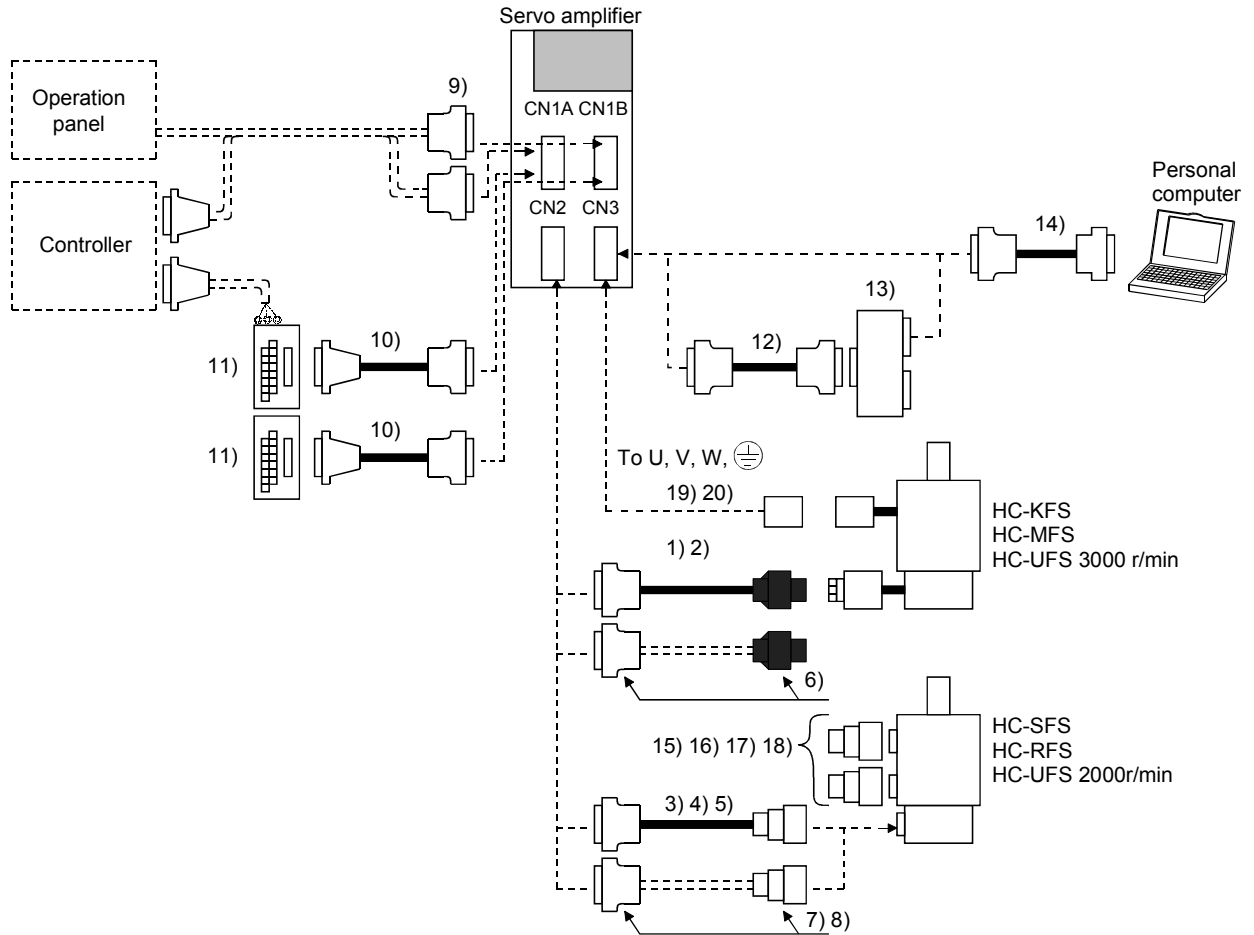 Servo amplifier
Operation
panel
9)
CN1A CN1B
CN2 CN3
Controller
Personal
computer
14)
13)
12)
11)
10)
11)
10)
To U, V, W,
19) 20)
HC-KFS
HC-MFS
HC-UFS 3000 r/min
1) 2)
6)
HC-SFS
HC-RFS
HC-UFS 2000r/min
15) 16) 17) 18)
3) 4) 5)
7) 8)